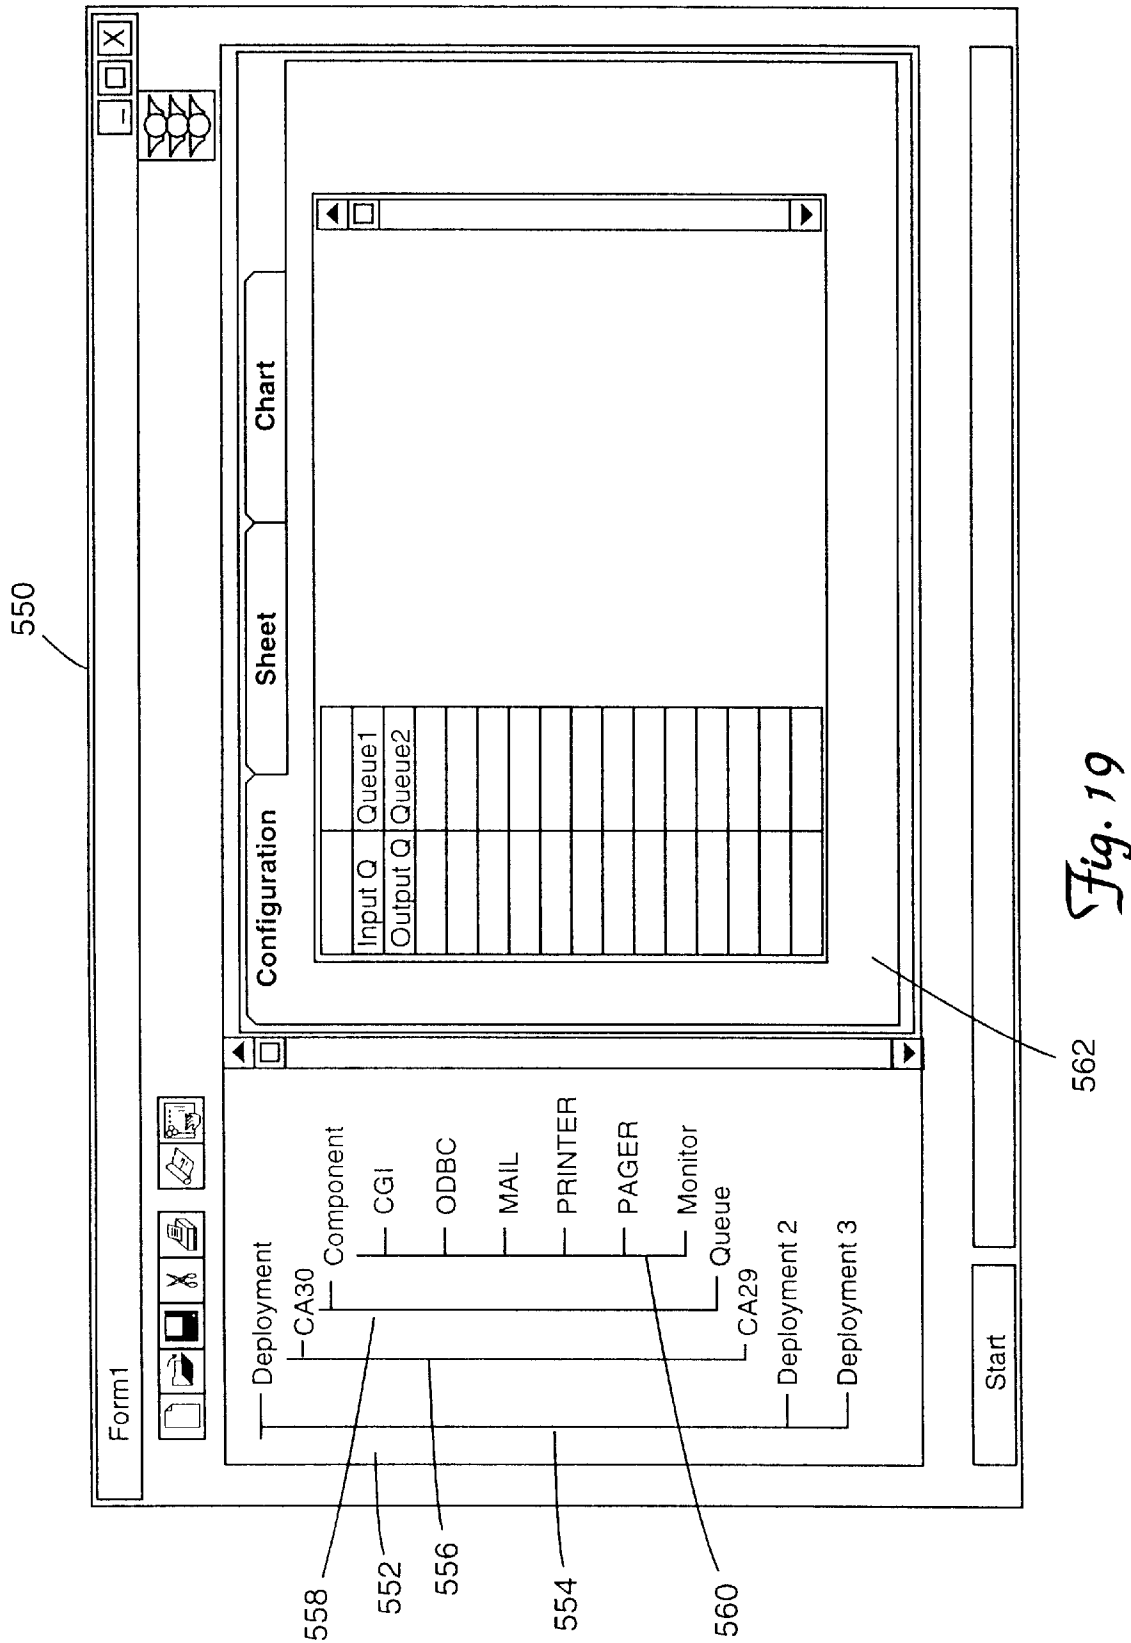 550
Form1
X
Deployment
CA30
Component
CGI
ODBC
MAIL
PRINTER
PAGER
Monitor
Queue
CA29
Deployment 2
Deployment 3
Configuration
Sheet
Chart
Input Q Queue1
Output Q Queue2
Start
558
552
556
554
560
562
Fig. 19